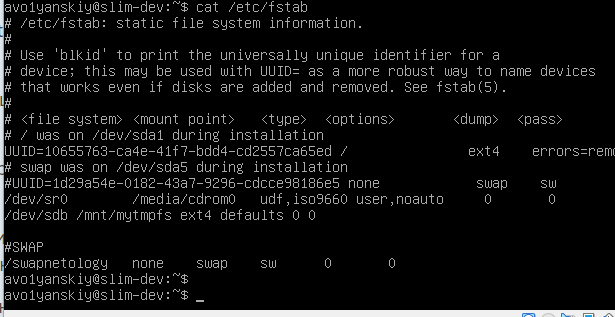 avo1yanskiy@slim-dev:~$ cat /etc/fstab
# /etc/fstab: static file system information.
#
# Use 'blkid' to print the universally unique identifier for a
# device; this may be used with UUID= as a more robust way to name devices
# that works even if disks are added and removed. See fstab(5).
#
# <file system> <mount point>   <type>  <options>       <dump>  <pass>
# / was on /dev/sda1 during installation
UUID=10655763-ca4e-41f7-bdd4-cd2557ca65ed /               ext4    errors=remo
# swap was on /dev/sda5 during installation
#UUID=1d29a54e-0182-43a7-9296-cdcce98186e5 none            swap    sw
/dev/sr0        /media/cdrom0   udf,iso9660 user,noauto     0       0
/dev/sdb /mnt/mytmpfs ext4 defaults 0 0
#SWAP
/swapnetology   none    swap    sw      0       0
avo1yanskiy@slim-dev:~$
avo1yanskiy@slim-dev:~$ _